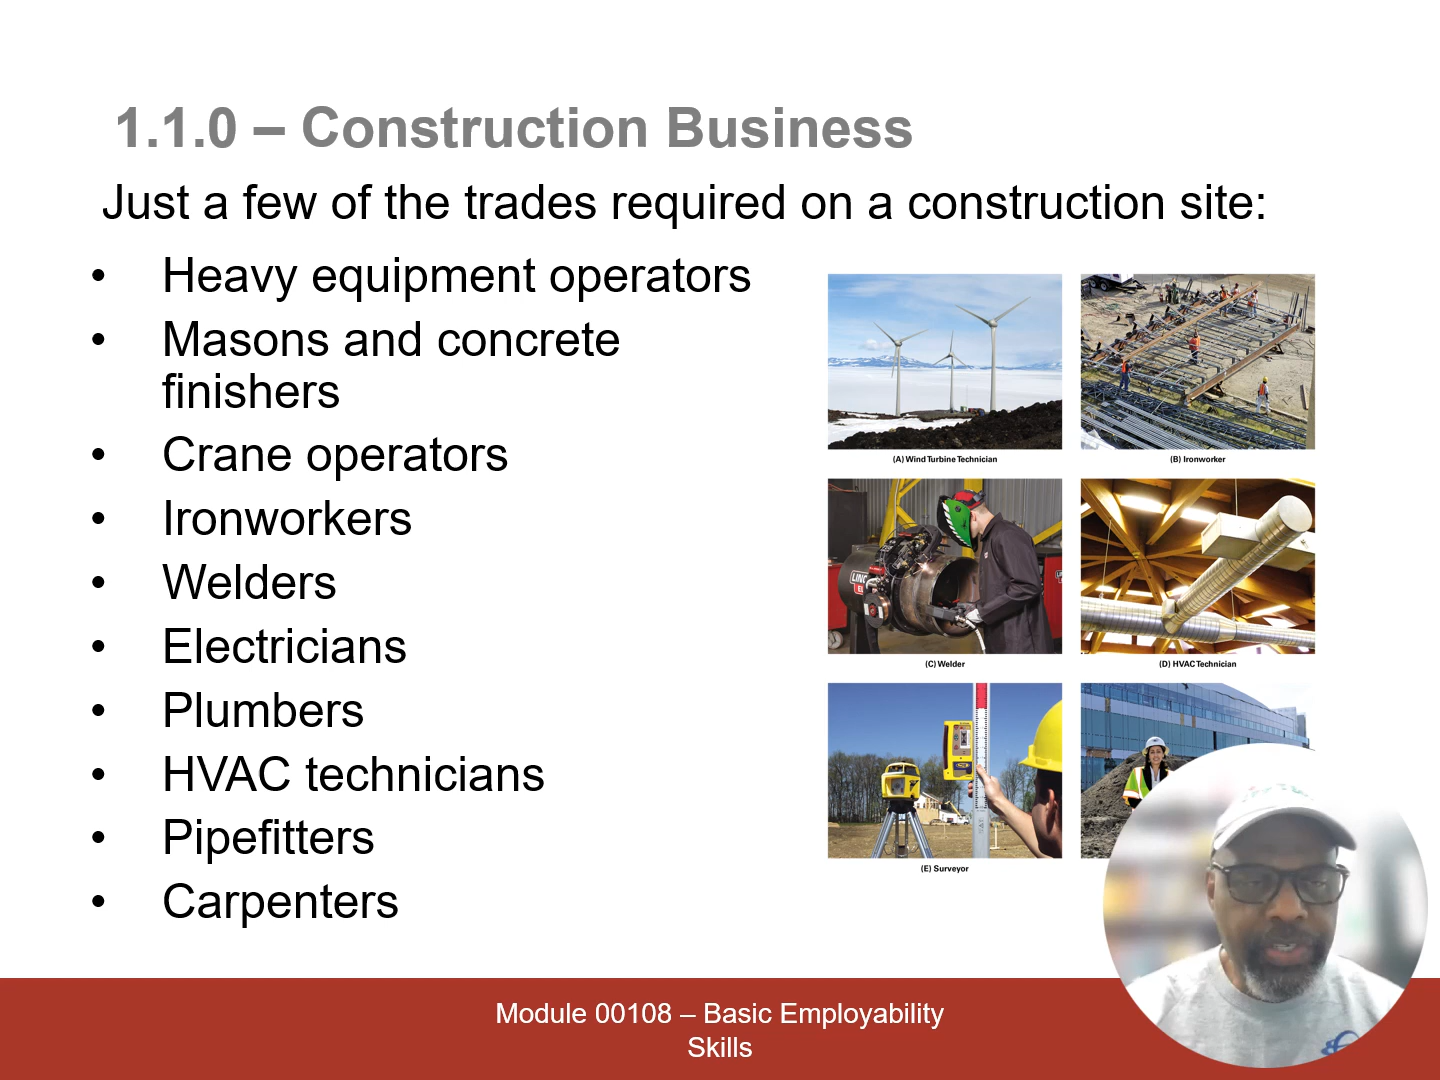 1.1.0 – Construction Business
Just a few of the trades required on a construction site:
• Heavy equipment operators
• Masons and concrete
finishers
• Crane operators
• Ironworkers
• Welders
• Electricians
• Plumbers
• HVAC technicians
• Pipefitters
• Carpenters
(A) Wind Turbine Technician
(B) Ironworker
(C) Welder
(D) HVAC Technician
(E) Surveyor
Module 00108 – Basic Employability
Skills